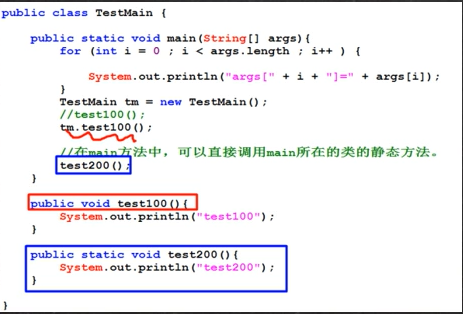 public class TestMain {
public static void main(String[] args){
for (int i = 0 ; i < args.length ; i++ ) {
System.out.println("args[" + i + "]=" + args[i]);
}
TestMain tm = new TestMain();
//test100();
tm.test100();
//在main方法中，可以直接调用main所在的类的静态方法。
test200();
}
public void test100(){
System.out.println("test100");
}
public static void test200(){
System.out.println("test200");
}
}